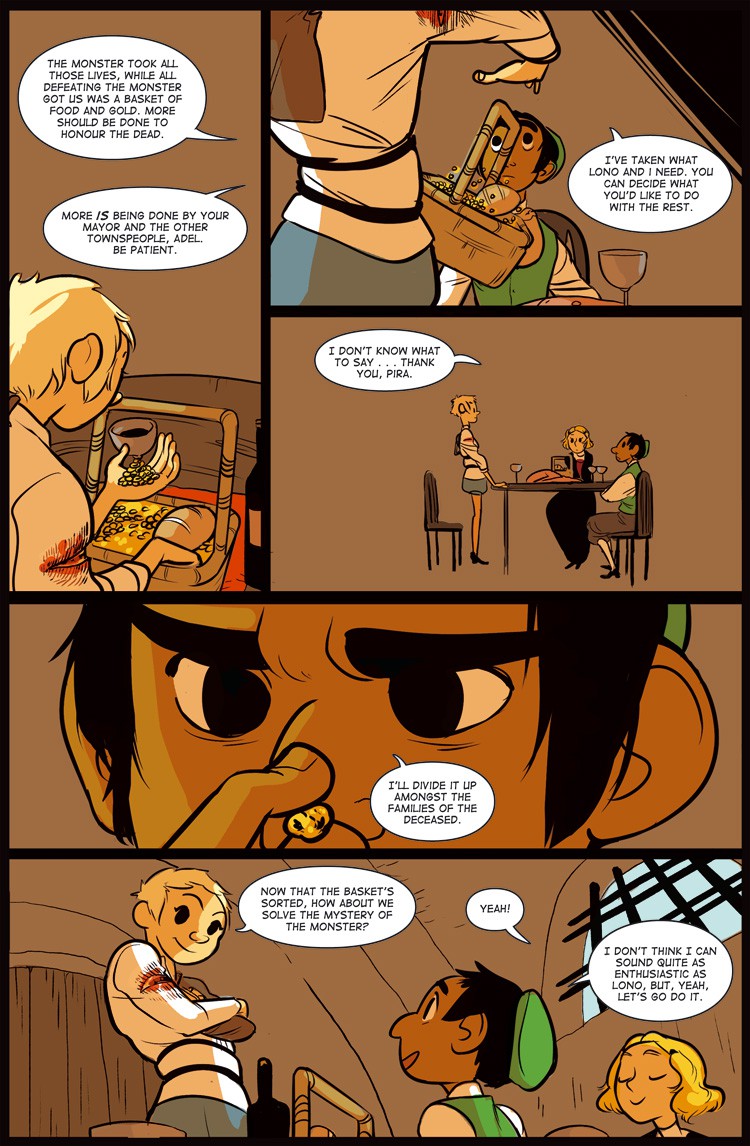 THE MONSTER TOOK ALL
THOSE LIVES, WHILE ALL
DEFEATING THE MONSTER
GOT US WAS A BASKET OF
FOOD AND GOLD. MORE
SHOULD BE DONE TO
HONOUR THE DEAD.
MORE IS BEING DONE BY YOUR
MAYOR AND THE OTHER
TOWNSPEOPLE, ADEL.
BE PATIENT.
I'VE TAKEN WHAT
LONO AND I NEED. YOU
CAN DECIDE WHAT
YOU'D LIKE TO DO
WITH THE REST.
I DON'T KNOW WHAT
TO SAY . . . THANK
YOU, PIRA.
I'LL DIVIDE IT UP
AMONGST THE
FAMILIES OF THE
DECEASED.
NOW THAT THE BASKET'S
SORTED, HOW ABOUT WE
SOLVE THE MYSTERY OF
THE MONSTER?
YEAH!
I DON'T THINK I CAN
SOUND QUITE AS
ENTHUSIASTIC AS
LONO, BUT, YEAH,
LET'S GO DO IT.